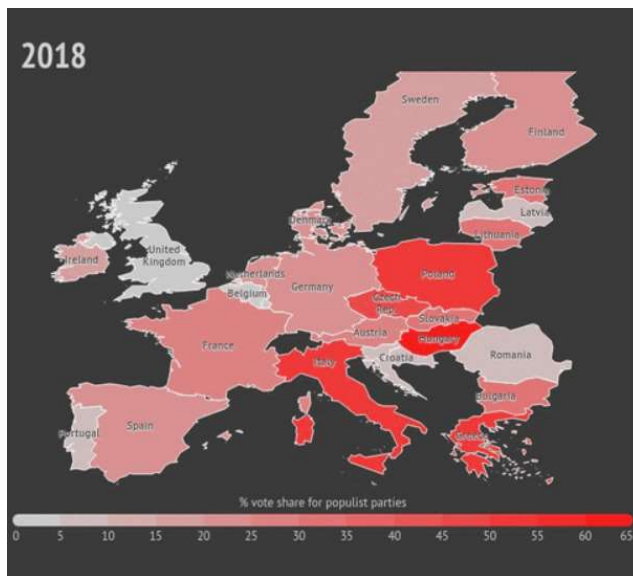 2018
Sweden
Finland
Estonia
Latvia
Lithuania
Denmark
Ireland
United
Kingdom
Netherlands
Belgium
Germany
Poland
Czech
Rep.
Slovakia
Austria
Hungary
France
Italy
Croatia
Romania
Bulgaria
Portugal
Spain
Greece
% vote share for populist parties
0 5 10 15 20 25 30 35 40 45 50 55 60 65